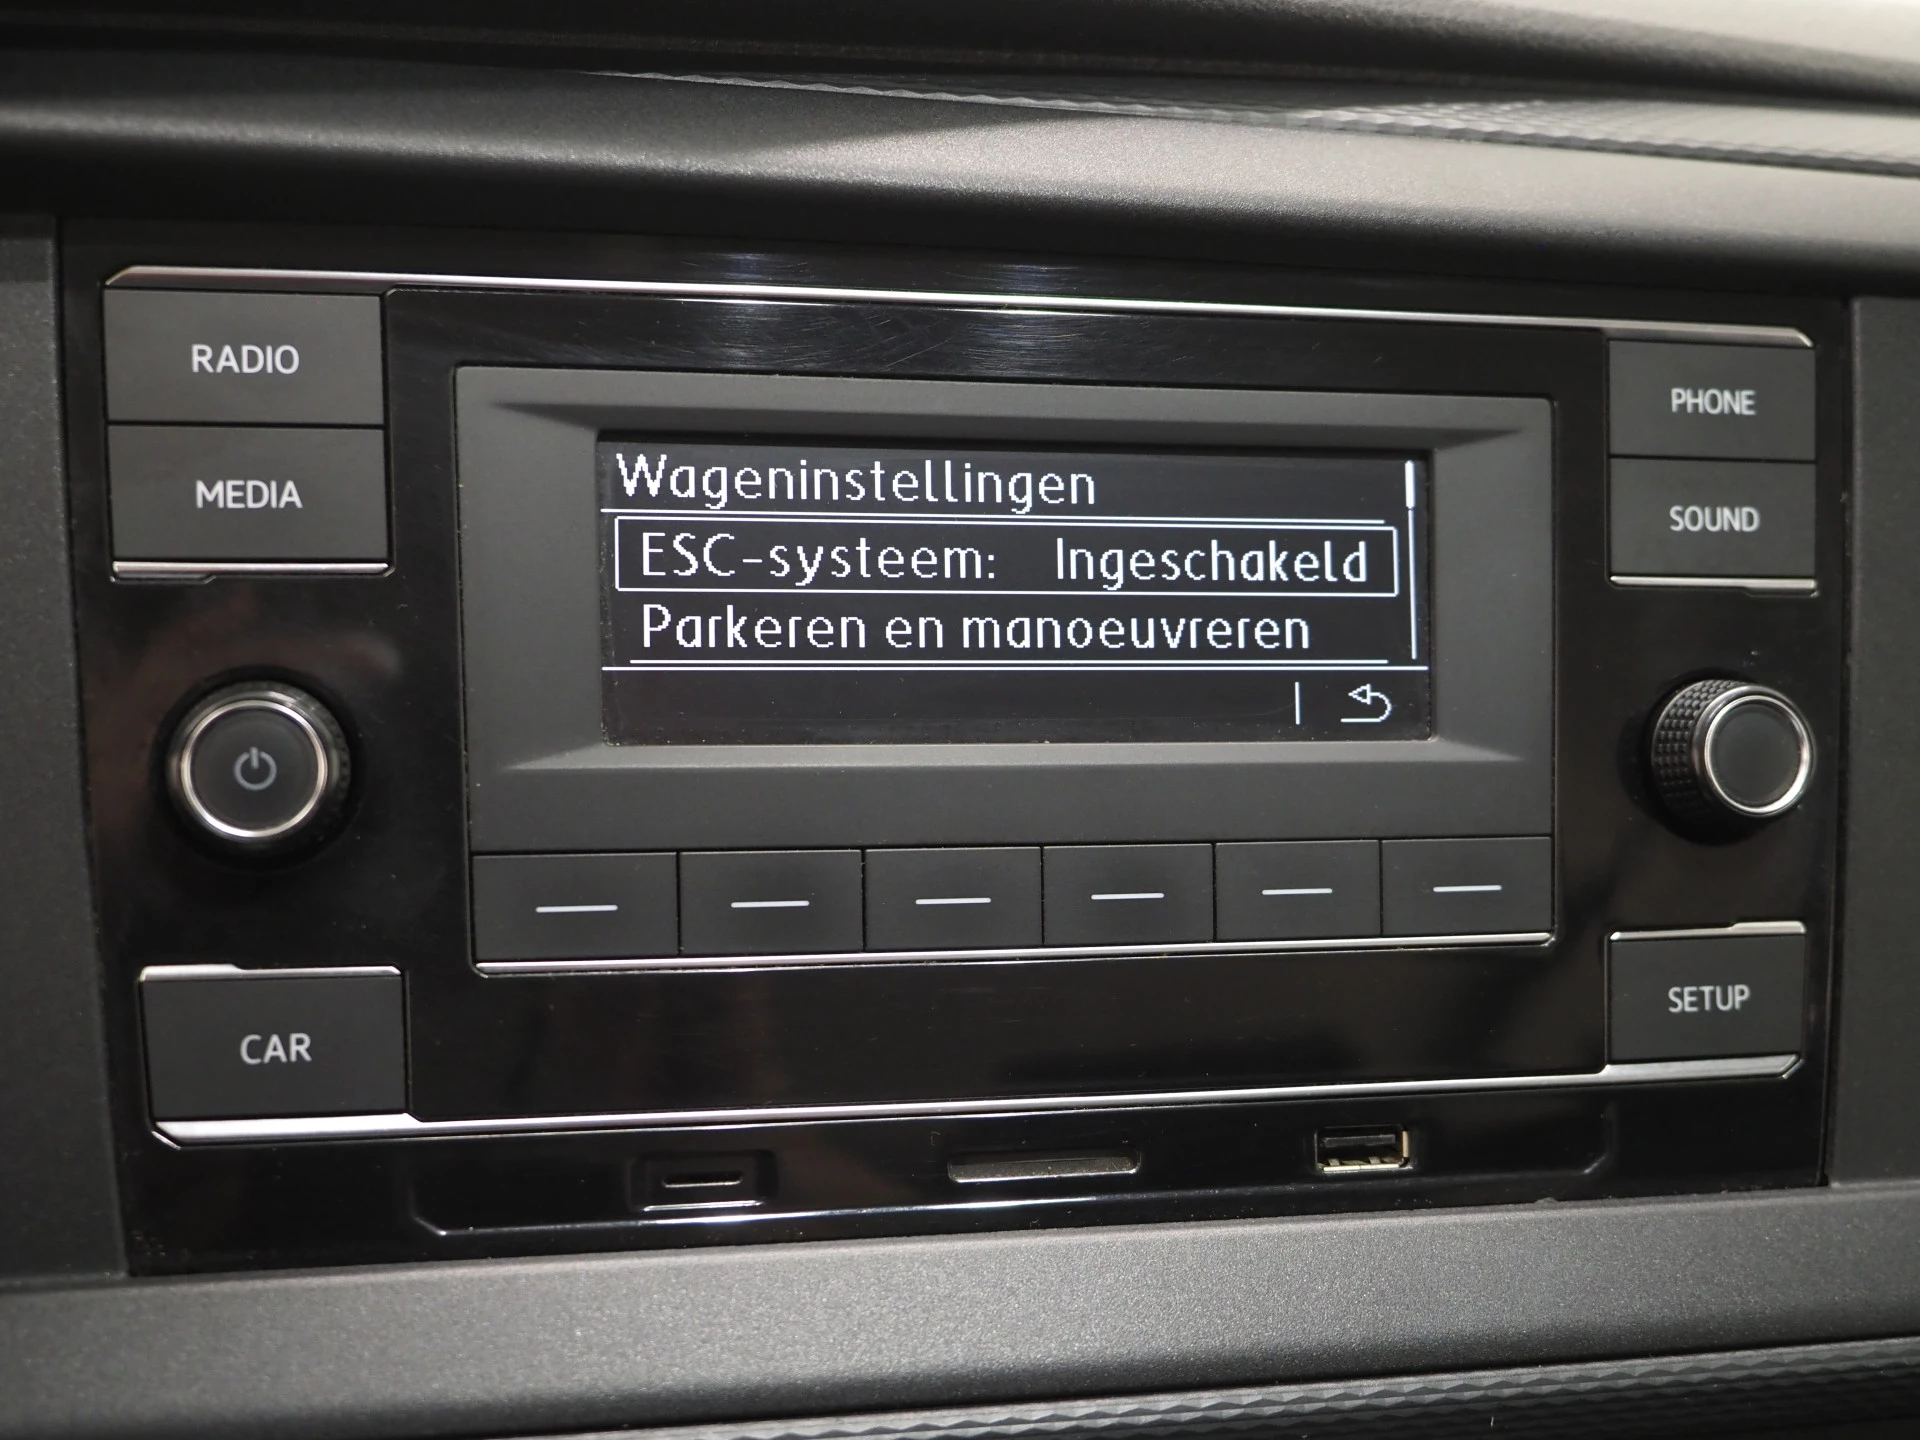 RADIO
MEDIA
PHONE
SOUND
Wageninstellingen
ESC-systeem: Ingeschakeld
Parkeren en manoeuvreren
CAR
SETUP